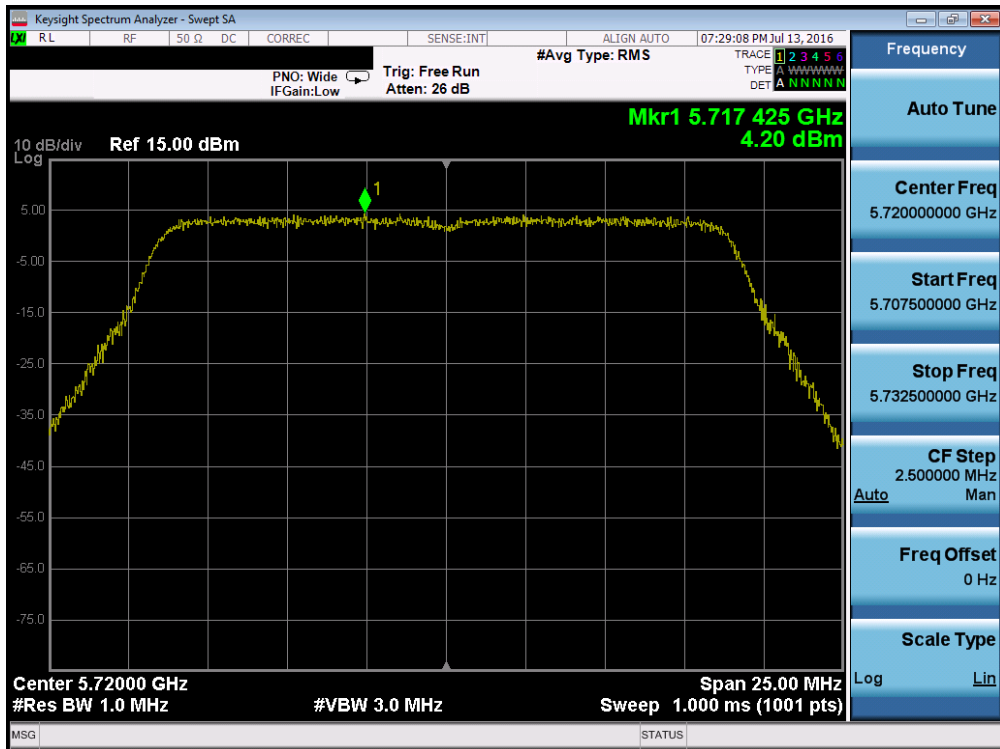 Keysight Spectrum Analyzer - Swept SA
LXI RL RF 50 Ω DC CORREC SENSE:INT ALIGN AUTO 07:29:08 PM Jul 13, 2016
PNO: Wide
IFGain:Low
Trig: Free Run
Atten: 26 dB
#Avg Type: RMS
TRACE 1 2 3 4 5 6
TYPE A WWWWW
DET A N N N N N
Mkr1 5.717 425 GHz
4.20 dBm
10 dB/div Ref 15.00 dBm
Log
1
5.00
-5.00
-15.0
-25.0
-35.0
-45.0
-55.0
-65.0
-75.0
Center 5.72000 GHz Span 25.00 MHz
#Res BW 1.0 MHz #VBW 3.0 MHz Sweep 1.000 ms (1001 pts)
MSG STATUS
Frequency
Auto Tune
Center Freq
5.720000000 GHz
Start Freq
5.707500000 GHz
Stop Freq
5.732500000 GHz
CF Step
2.500000 MHz
Auto Man
Freq Offset
0 Hz
Scale Type
Log Lin